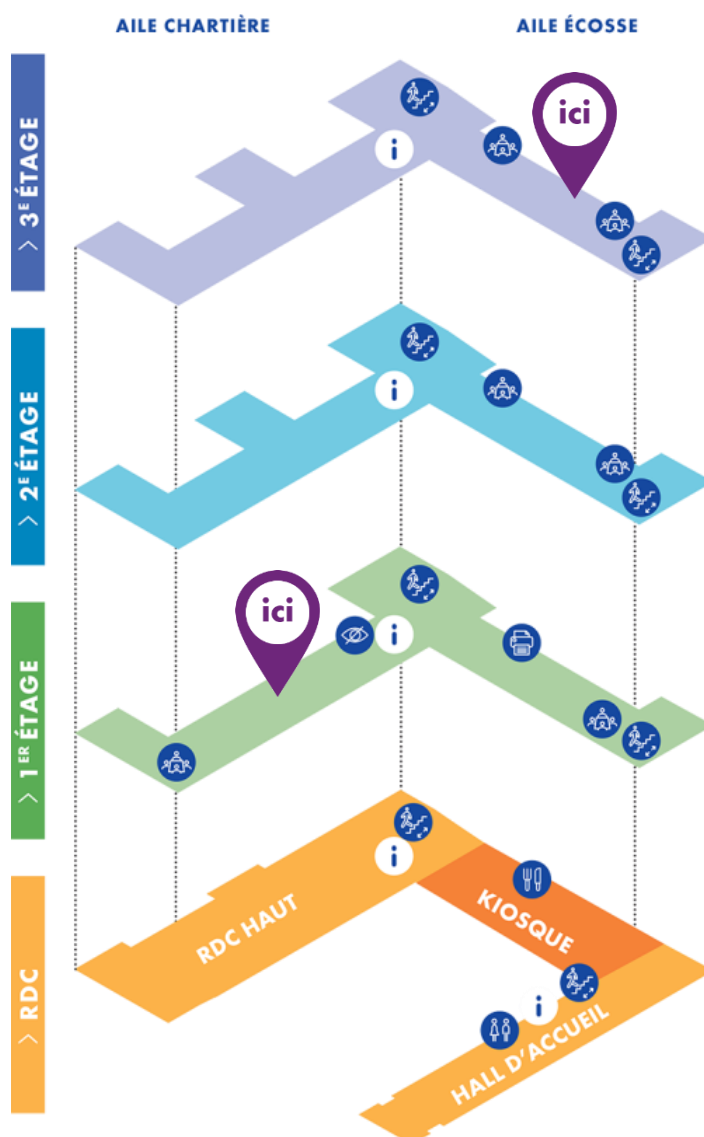 AILE CHARTIÈRE
AILE ÉCOSSE
> 3E ÉTAGE
ici
i
> 2E ÉTAGE
i
> 1ER ÉTAGE
ici
i
> RDC
i
RDC HAUT
KIOSQUE
i
HALL D'ACCUEIL